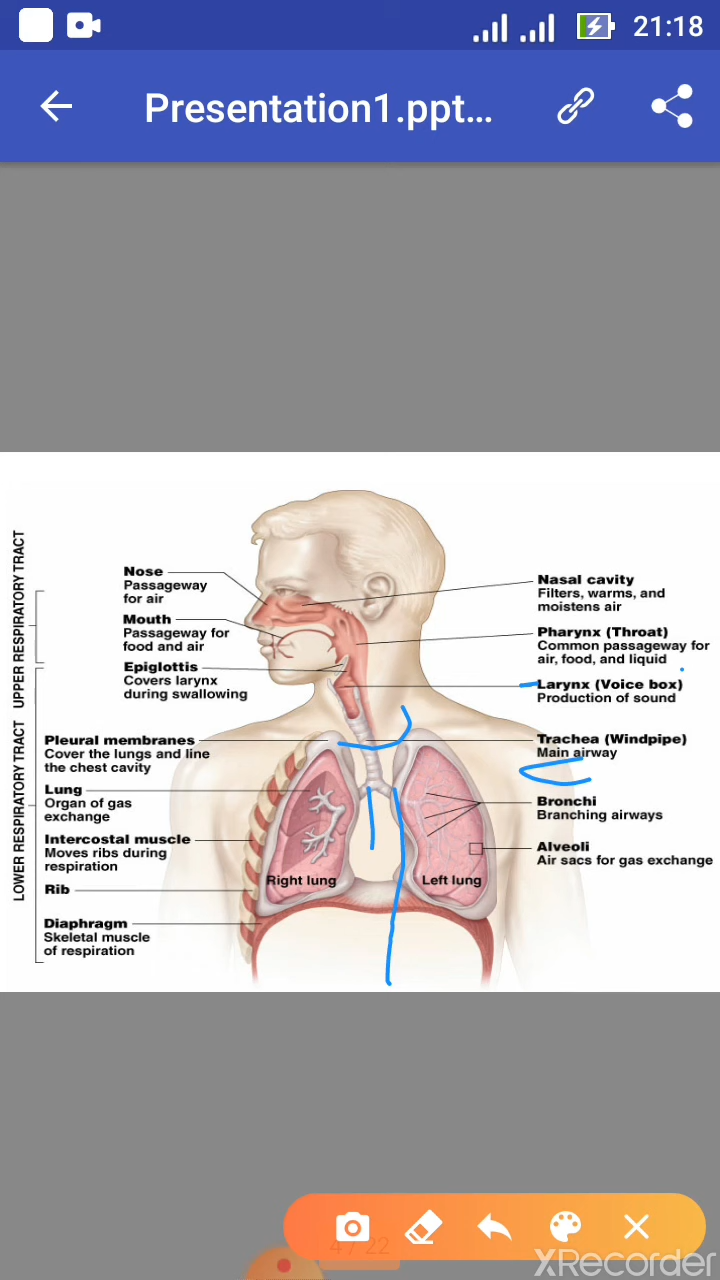 21:18
Presentation1.ppt...
UPPER RESPIRATORY TRACT
LOWER RESPIRATORY TRACT
Nose
Passageway
for air
Mouth
Passageway for
food and air
Epiglottis
Covers larynx
during swallowing
Pleural membranes
Cover the lungs and line
the chest cavity
Lung
Organ of gas
exchange
Intercostal muscle
Moves ribs during
respiration
Rib
Diaphragm
Skeletal muscle
of respiration
Right lung
Left lung
Nasal cavity
Filters, warms, and
moistens air
Pharynx (Throat)
Common passageway for
air, food, and liquid
Larynx (Voice box)
Production of sound
Trachea (Windpipe)
Main airway
Bronchi
Branching airways
Alveoli
Air sacs for gas exchange
4 / 22
XRecorder